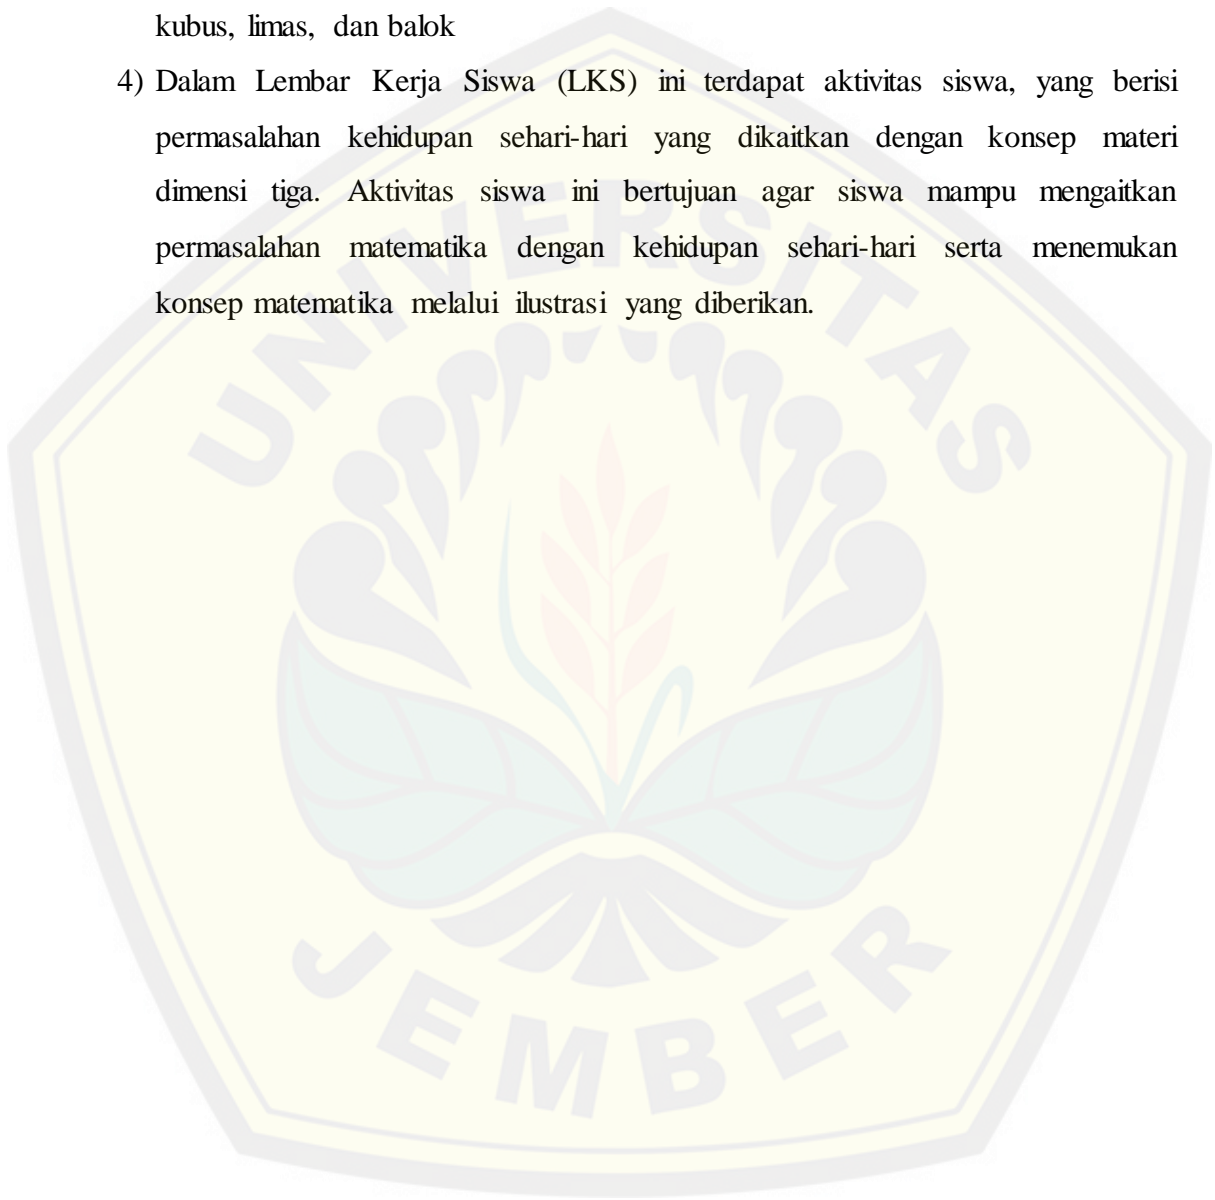 kubus, limas, dan balok
4) Dalam Lembar Kerja Siswa (LKS) ini terdapat aktivitas siswa, yang berisi
permasalahan kehidupan sehari-hari yang dikaitkan dengan konsep materi
dimensi tiga. Aktivitas siswa ini bertujuan agar siswa mampu mengaitkan
permasalahan matematika dengan kehidupan sehari-hari serta menemukan
konsep matematika melalui ilustrasi yang diberikan.
UNIVERSITAS
JEMBER